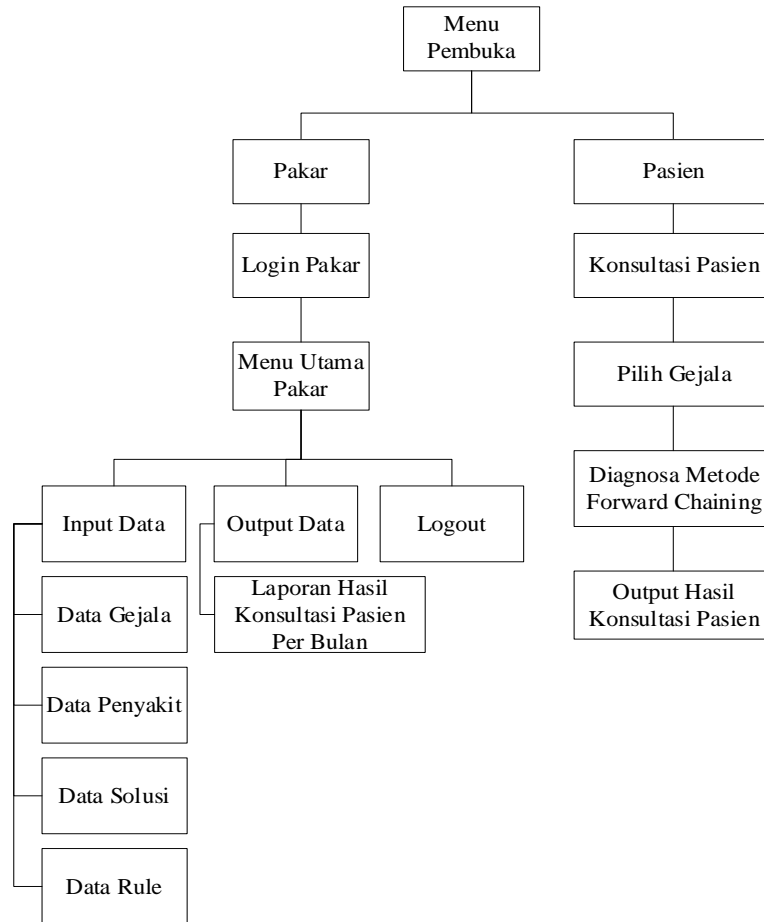 Menu
Pembuka
Pakar
Pasien
Login Pakar
Konsultasi Pasien
Menu Utama
Pakar
Pilih Gejala
Input Data
Output Data
Logout
Diagnosa Metode
Forward Chaining
Data Gejala
Laporan Hasil
Konsultasi Pasien
Per Bulan
Output Hasil
Konsultasi Pasien
Data Penyakit
Data Solusi
Data Rule